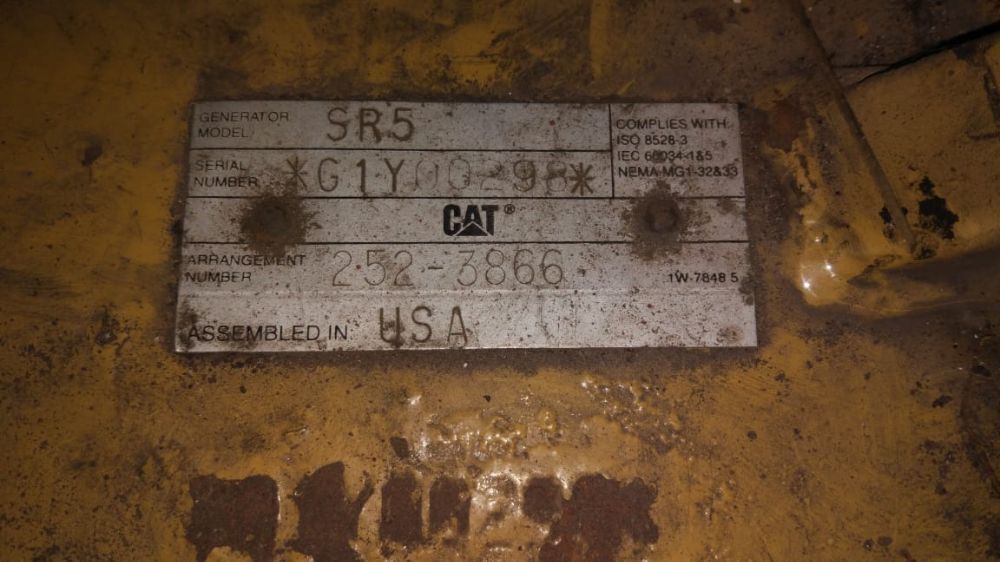 GENERATOR
MODEL
SR5
SERIAL
NUMBER
*G1Y00298*
COMPLIES WITH
ISO 8528-3
IEC 60034-1&5
NEMA MG1-32&33
CAT®
ARRANGEMENT
NUMBER
252-3866
1W-7848 5
ASSEMBLED IN USA